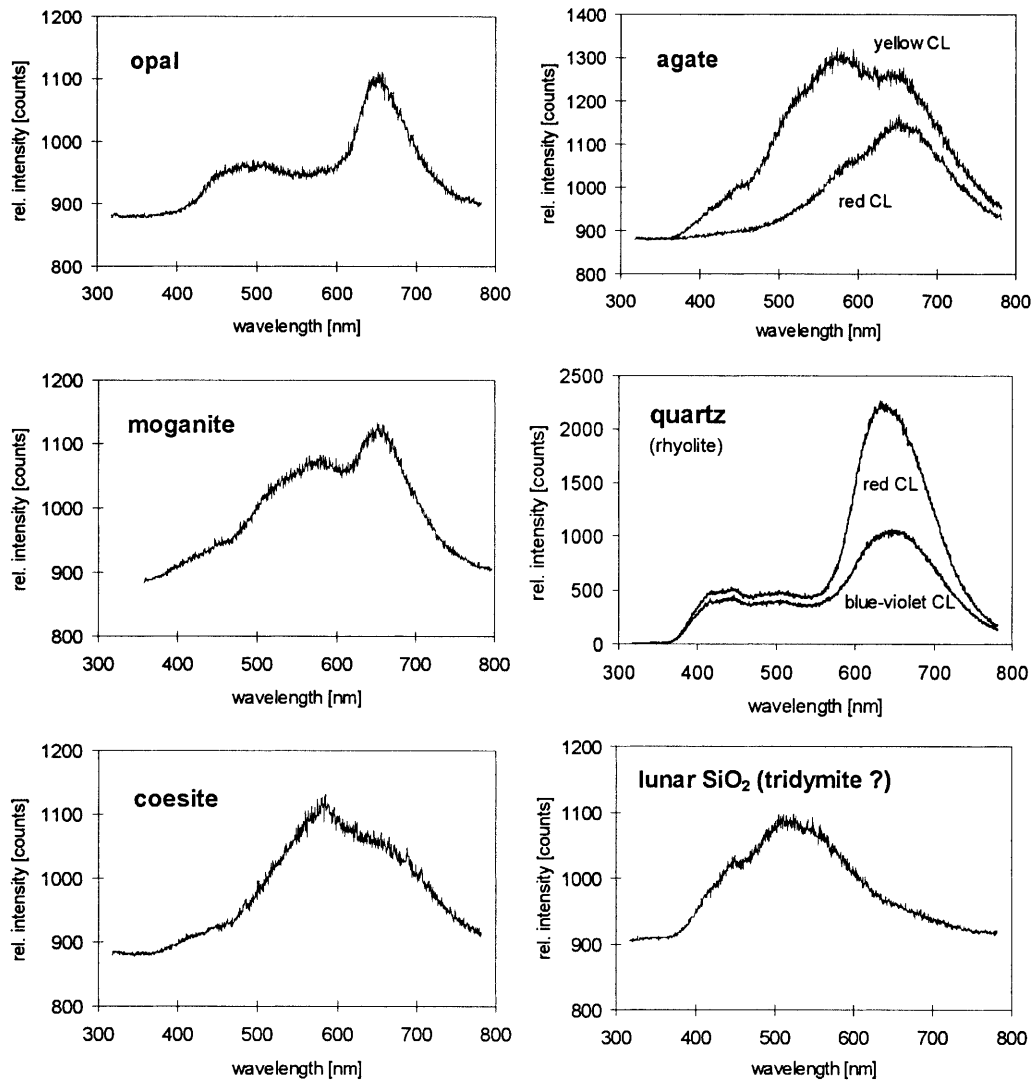 opal
rel. intensity [counts]
1200
1100
1000
900
800
300 400 500 600 700 800
wavelength [nm]
agate
yellow CL
red CL
rel. intensity [counts]
1400
1300
1200
1100
1000
900
800
300 400 500 600 700 800
wavelength [nm]
moganite
rel. intensity [counts]
1200
1100
1000
900
800
300 400 500 600 700 800
wavelength [nm]
quartz
(rhyolite)
red CL
blue-violet CL
rel. intensity [counts]
2500
2000
1500
1000
500
0
300 400 500 600 700 800
wavelength [nm]
coesite
rel. intensity [counts]
1200
1100
1000
900
800
300 400 500 600 700 800
wavelength [nm]
lunar SiO₂ (tridymite ?)
rel. intensity [counts]
1200
1100
1000
900
800
300 400 500 600 700 800
wavelength [nm]